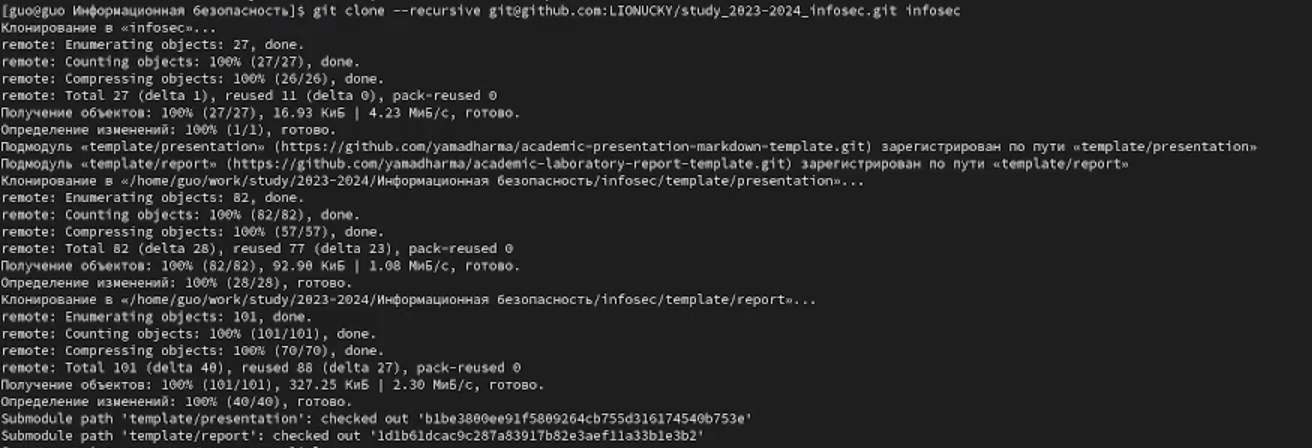 [guo@guo Информационная безопасность]$ git clone --recursive git@github.com:LIONUCKY/study_2023-2024_infosec.git infosec
Клонирование в «infosec»...
remote: Enumerating objects: 27, done.
remote: Counting objects: 100% (27/27), done.
remote: Compressing objects: 100% (26/26), done.
remote: Total 27 (delta 1), reused 11 (delta 0), pack-reused 0
Получение объектов: 100% (27/27), 16.93 КиБ | 4.23 МиБ/с, готово.
Определение изменений: 100% (1/1), готово.
Подмодуль «template/presentation» (https://github.com/yamadharma/academic-presentation-markdown-template.git) зарегистрирован по пути «template/presentation»
Подмодуль «template/report» (https://github.com/yamadharma/academic-laboratory-report-template.git) зарегистрирован по пути «template/report»
Клонирование в «/home/guo/work/study/2023-2024/Информационная безопасность/infosec/template/presentation»...
remote: Enumerating objects: 82, done.
remote: Counting objects: 100% (82/82), done.
remote: Compressing objects: 100% (57/57), done.
remote: Total 82 (delta 28), reused 77 (delta 23), pack-reused 0
Получение объектов: 100% (82/82), 92.90 КиБ | 1.08 МиБ/с, готово.
Определение изменений: 100% (28/28), готово.
Клонирование в «/home/guo/work/study/2023-2024/Информационная безопасность/infosec/template/report»...
remote: Enumerating objects: 101, done.
remote: Counting objects: 100% (101/101), done.
remote: Compressing objects: 100% (70/70), done.
remote: Total 101 (delta 40), reused 88 (delta 27), pack-reused 0
Получение объектов: 100% (101/101), 327.25 КиБ | 2.30 МиБ/с, готово.
Определение изменений: 100% (40/40), готово.
Submodule path 'template/presentation': checked out 'b1be3800ee91f5809264cb755d316174540b753e'
Submodule path 'template/report': checked out '1d1b61dcac9c287a83917b82e3aef11a33b1e3b2'